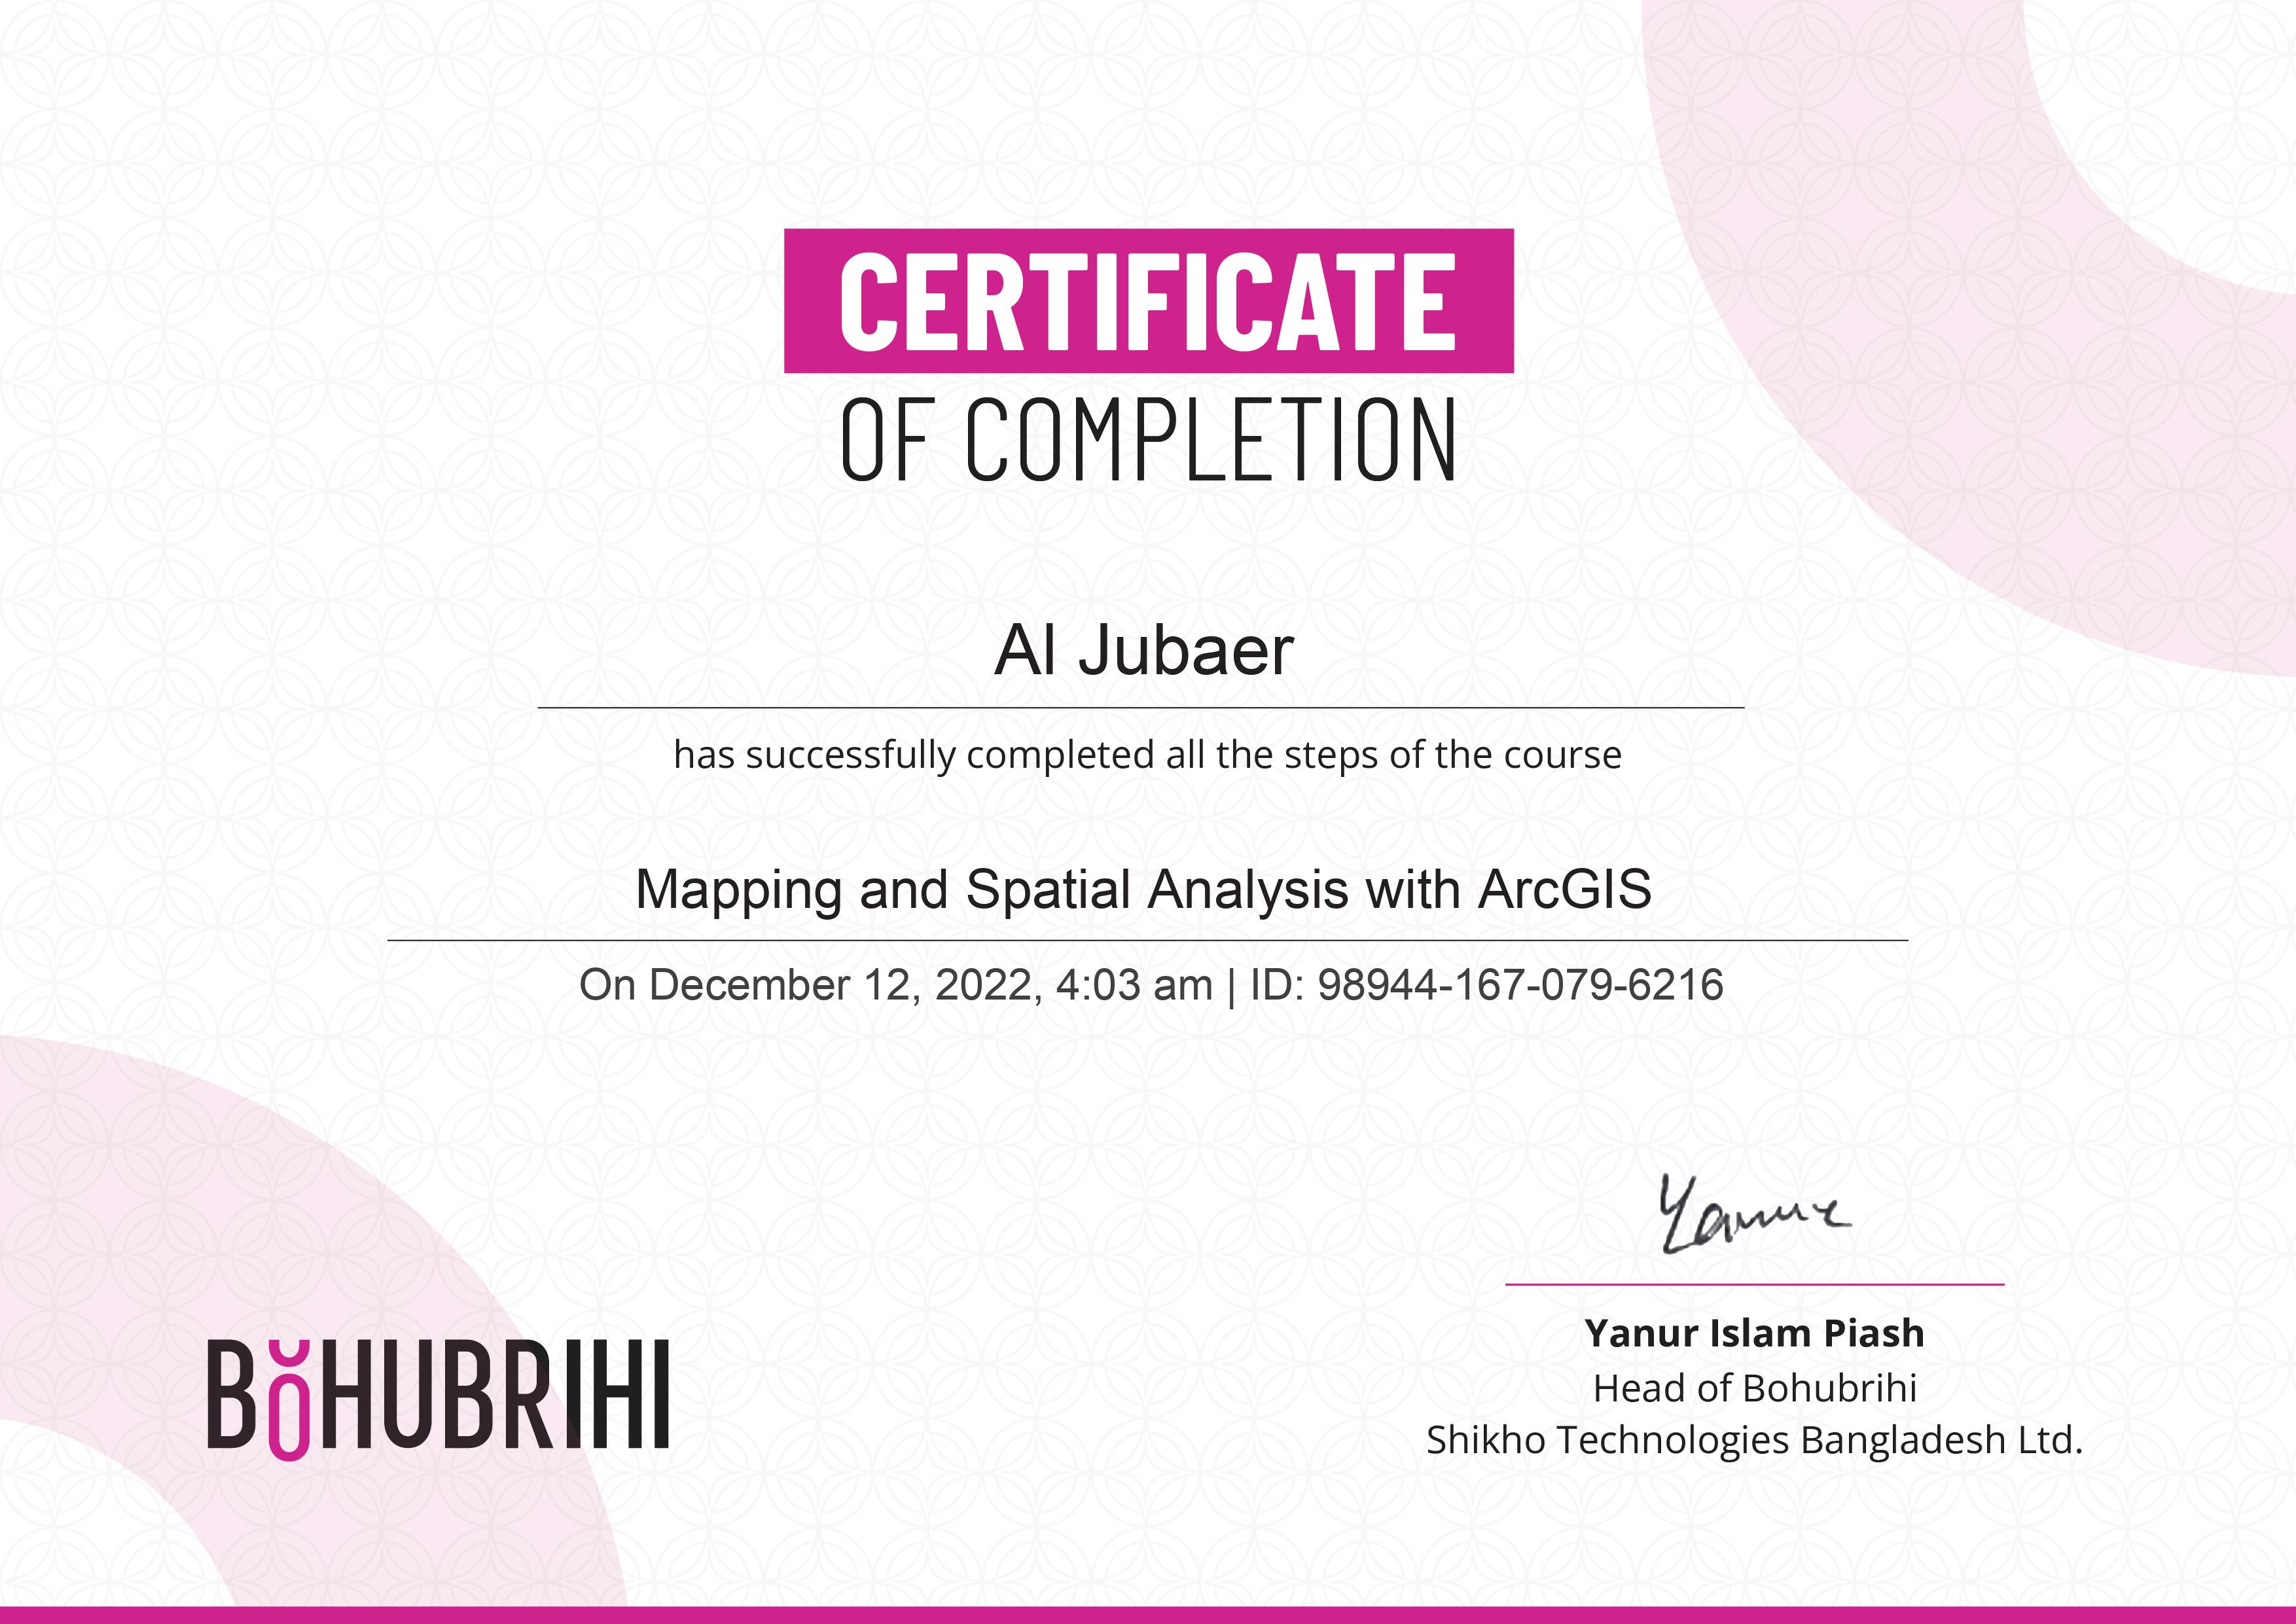 CERTIFICATE
OF COMPLETION
Al Jubaer
has successfully completed all the steps of the course
Mapping and Spatial Analysis with ArcGIS
On December 12, 2022, 4:03 am | ID: 98944-167-079-6216
Yanur
Yanur Islam Piash
Head of Bohubrihi
Shikho Technologies Bangladesh Ltd.
BOHUBRIHI